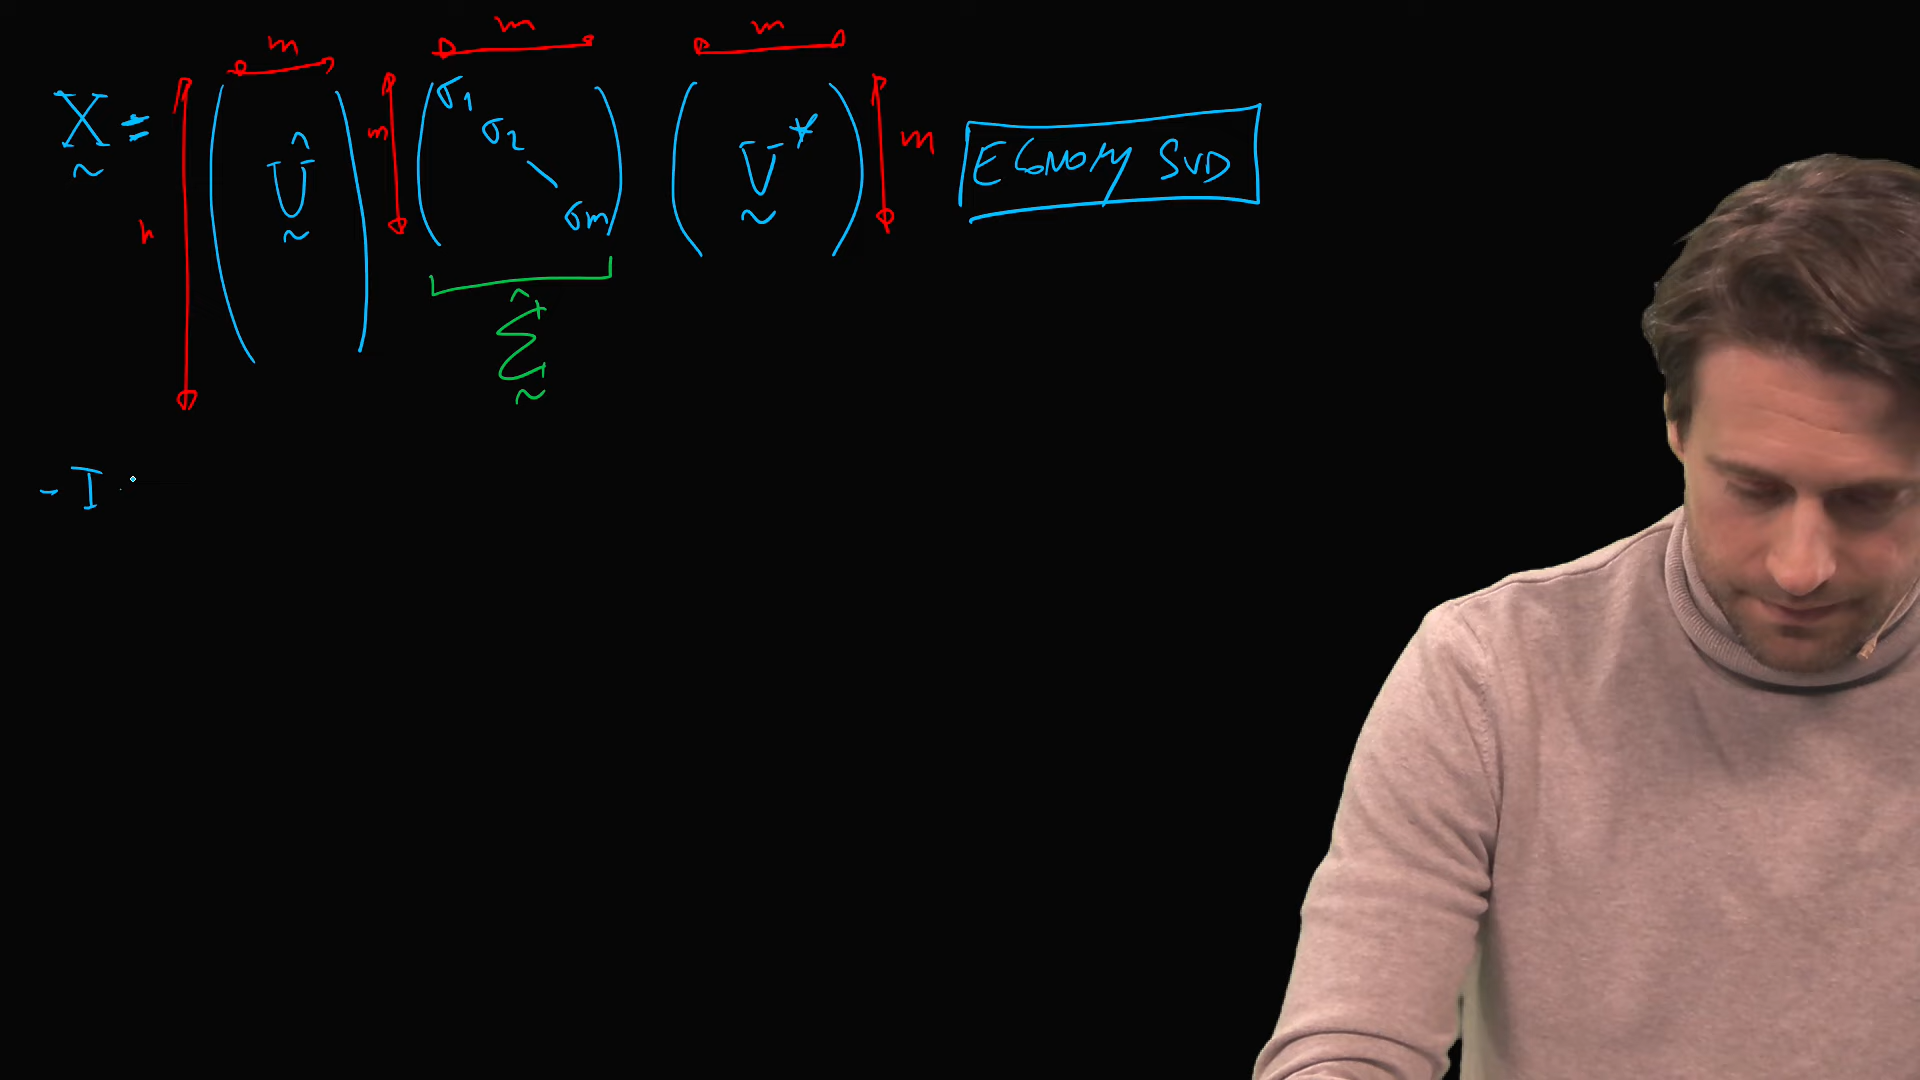 m m m
X = n ( Û ) m ( σ1 σ2 \ σm ) ( V* ) m ECONOMY SVD
~ ~ ~
Σ̂
~
- I